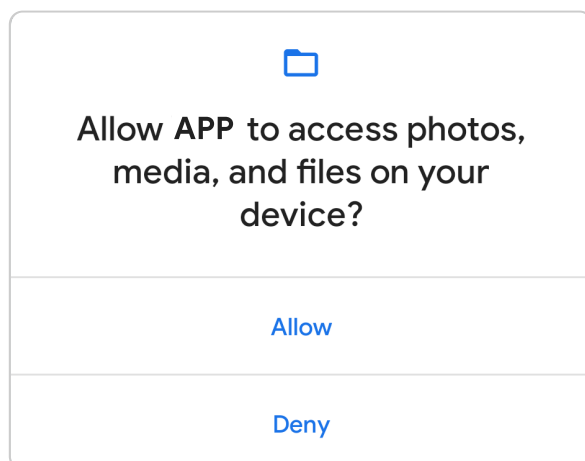 Allow APP to access photos,
media, and files on your
device?
Allow
Deny